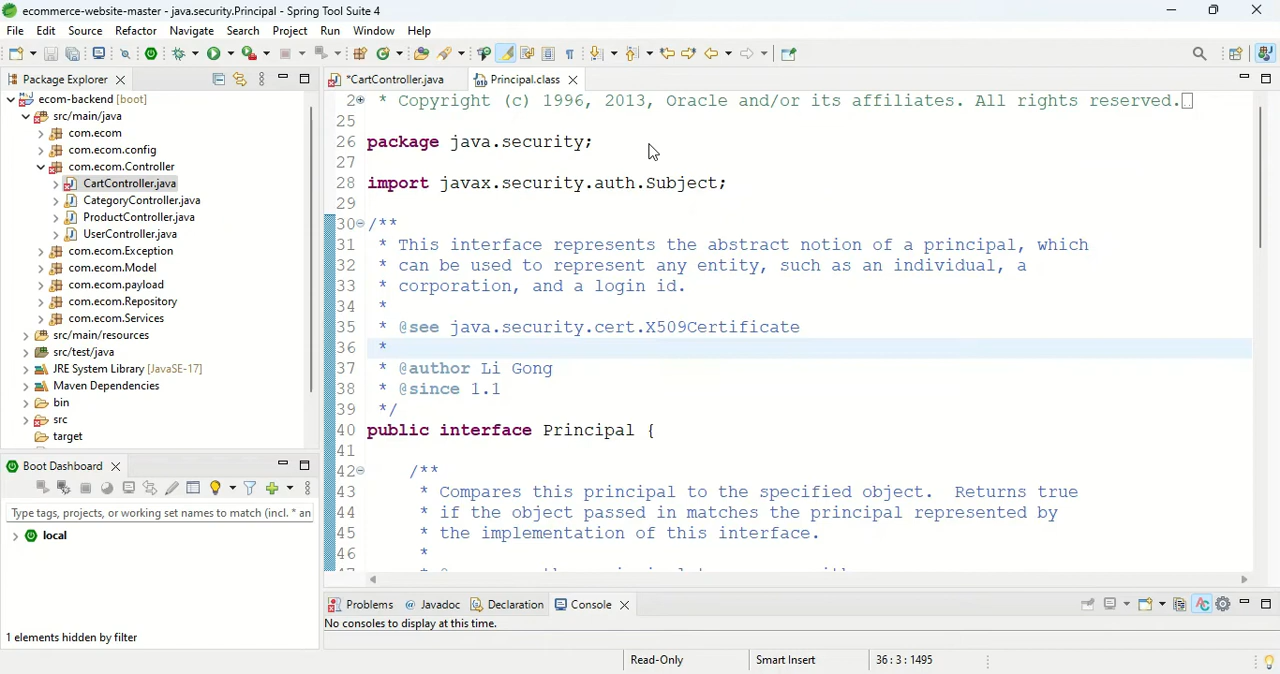 ecommerce-website-master - java.security.Principal - Spring Tool Suite 4
File Edit Source Refactor Navigate Search Project Run Window Help
Package Explorer
ecom-backend [boot]
src/main/java
com.ecom
com.ecom.config
com.ecom.Controller
CartController.java
CategoryController.java
ProductController.java
UserController.java
com.ecom.Exception
com.ecom.Model
com.ecom.payload
com.ecom.Repository
com.ecom.Services
src/main/resources
src/test/java
JRE System Library [JavaSE-17]
Maven Dependencies
bin
src
target
Boot Dashboard
Type tags, projects, or working set names to match (incl. * an
local
1 elements hidden by filter
*CartController.java Principal.class
2 * Copyright (c) 1996, 2013, Oracle and/or its affiliates. All rights reserved.
25
26 package java.security;
27
28 import javax.security.auth.Subject;
29
30 /**
31 * This interface represents the abstract notion of a principal, which
32 * can be used to represent any entity, such as an individual, a
33 * corporation, and a login id.
34 *
35 * @see java.security.cert.X509Certificate
36 *
37 * @author Li Gong
38 * @since 1.1
39 */
40 public interface Principal {
41
42 /**
43 * Compares this principal to the specified object.  Returns true
44 * if the object passed in matches the principal represented by
45 * the implementation of this interface.
46 *
Problems Javadoc Declaration Console
No consoles to display at this time.
Read-Only Smart Insert 36 : 3 : 1495